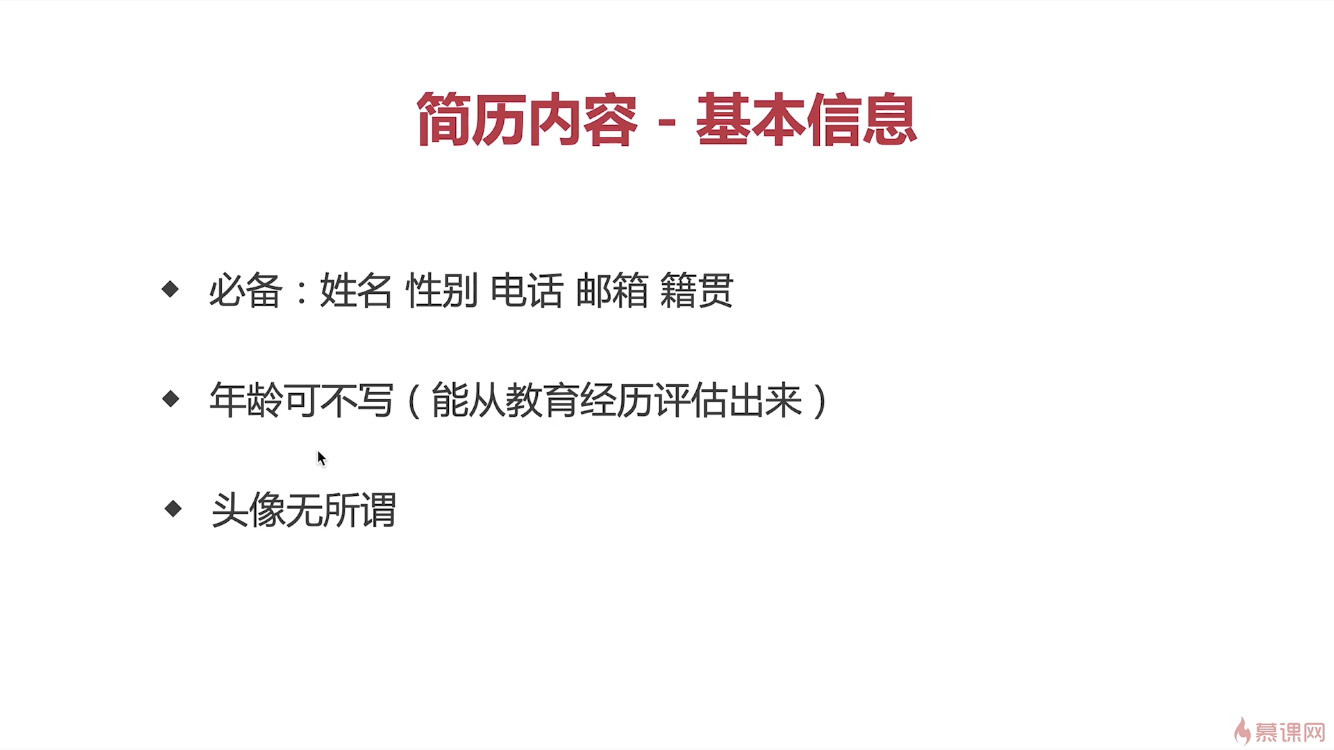 简历内容 - 基本信息
必备：姓名 性别 电话 邮箱 籍贯
年龄可不写（能从教育经历评估出来）
头像无所谓
慕课网